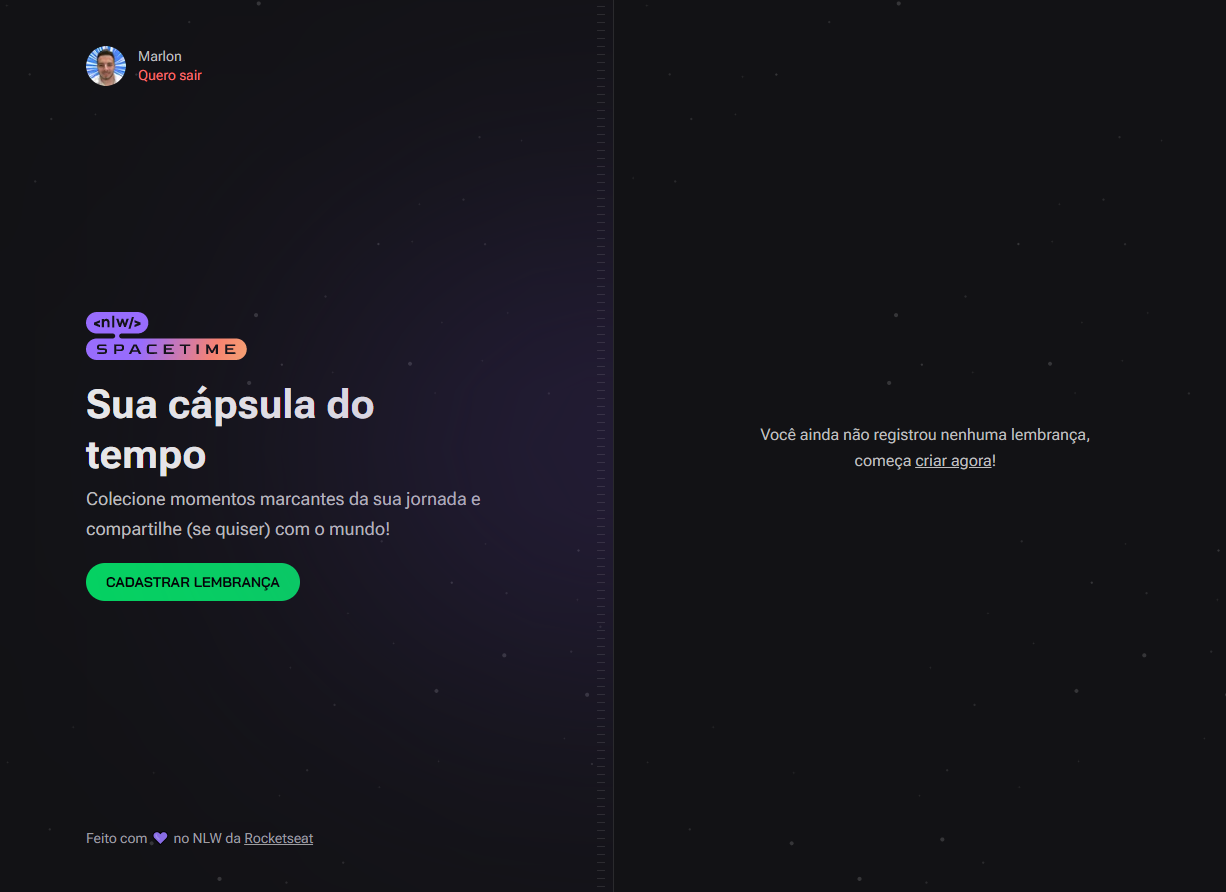 Marlon
Quero sair
<nlw/>
SPACETIME
Sua cápsula do
tempo
Colecione momentos marcantes da sua jornada e
compartilhe (se quiser) com o mundo!
CADASTRAR LEMBRANÇA
Feito com 💜 no NLW da Rocketseat
Você ainda não registrou nenhuma lembrança,
começa criar agora!